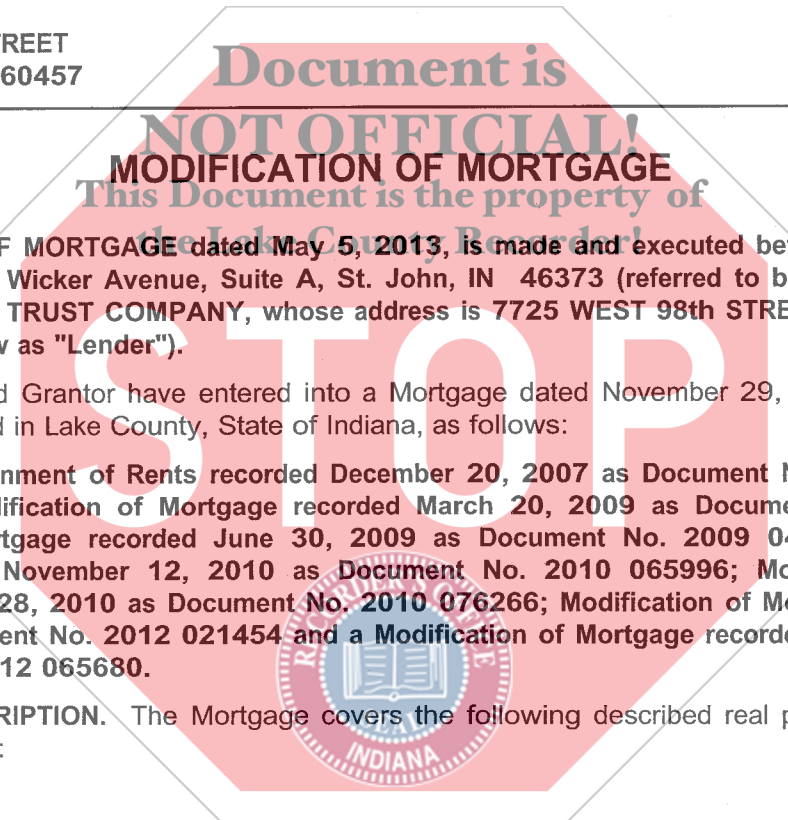 TREET
60457
Document is
NOT OFFICIAL!
MODIFICATION OF MORTGAGE
This Document is the property of
the Lake County Recorder!
F MORTGAGE dated May 5, 2013, is made and executed be
Wicker Avenue, Suite A, St. John, IN 46373 (referred to b
TRUST COMPANY, whose address is 7725 WEST 98th STRE
w as "Lender").
d Grantor have entered into a Mortgage dated November 29,
d in Lake County, State of Indiana, as follows:
nment of Rents recorded December 20, 2007 as Document N
dification of Mortgage recorded March 20, 2009 as Docume
rtgage recorded June 30, 2009 as Document No. 2009 04
November 12, 2010 as Document No. 2010 065996; Mo
28, 2010 as Document No. 2010 076266; Modification of Mo
ent No. 2012 021454 and a Modification of Mortgage recorde
12 065680.
RIPTION. The Mortgage covers the following described real p
:
STOP
RECORDER'S OFFICE
SEAL
INDIANA